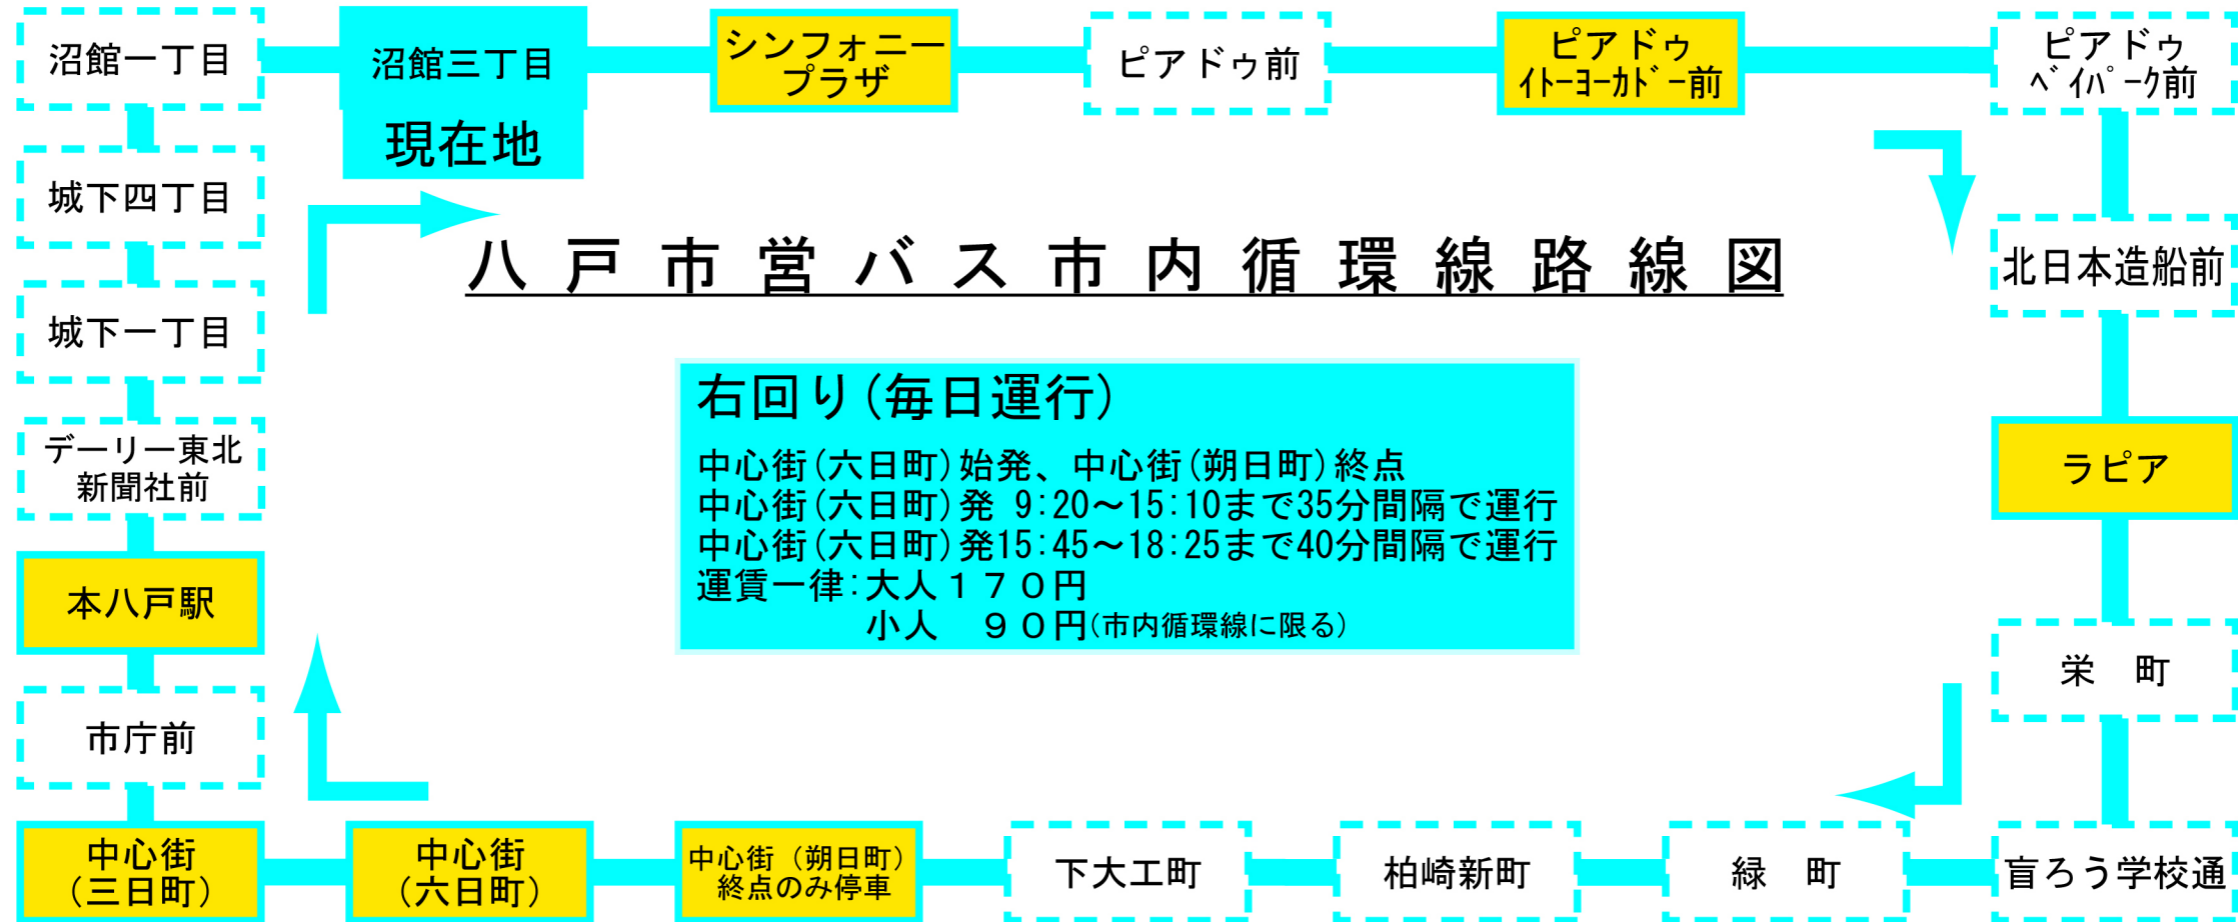 沼館一丁目
沼館三丁目
現在地
シンフォニー
プラザ
ピアドゥ前
ピアドゥ
ｲﾄｰﾖｰｶﾄﾞｰ前
ピアドゥ
ﾍﾞｲﾊﾟｰｸ前
城下四丁目
北日本造船前
八戸市営バス市内循環線路線図
城下一丁目
右回り(毎日運行)
中心街(六日町)始発、中心街(朔日町)終点
中心街(六日町)発 9:20～15:10まで35分間隔で運行
中心街(六日町)発15:45～18:25まで40分間隔で運行
運賃一律:大人１７０円
小人　９０円(市内循環線に限る)
デーリー東北
新聞社前
ラピア
本八戸駅
栄　町
市庁前
中心街
(三日町)
中心街
(六日町)
中心街（朔日町）
終点のみ停車
下大工町
柏崎新町
緑　町
盲ろう学校通